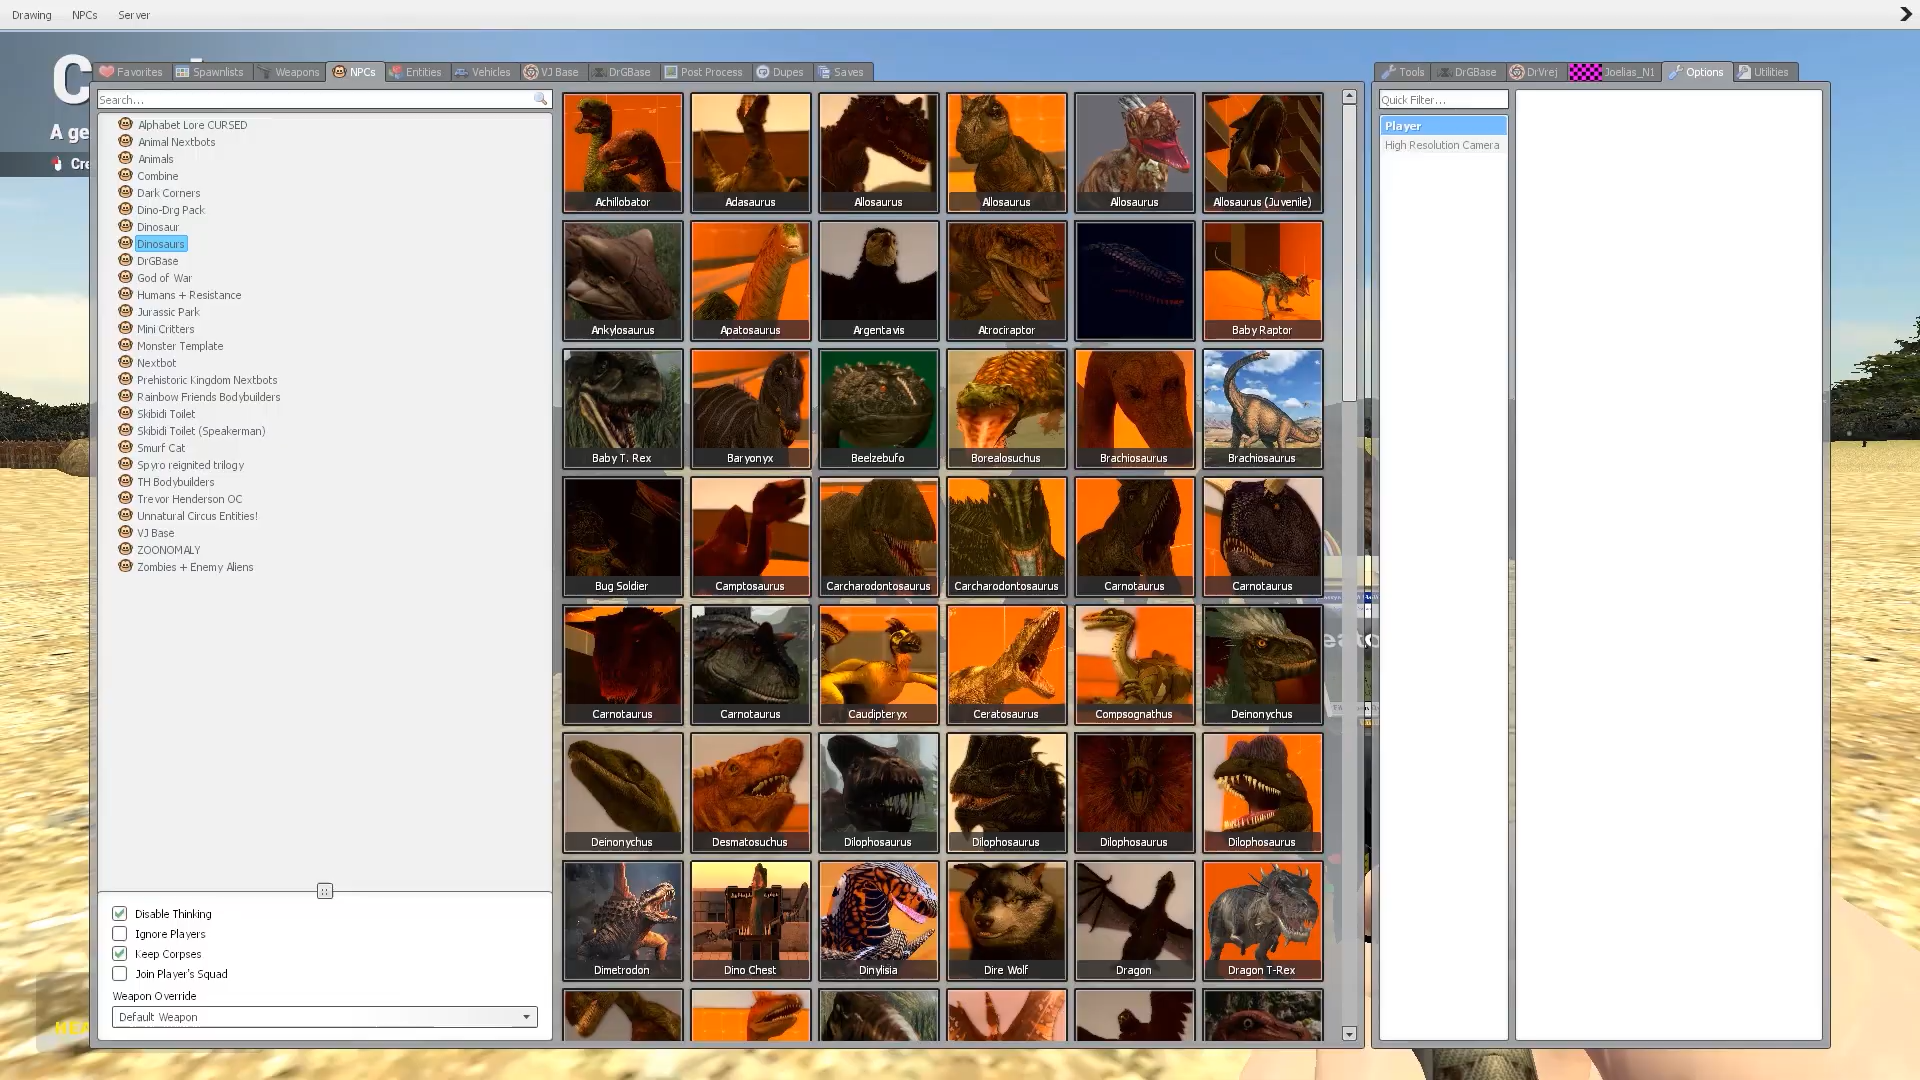 Drawing NPCs Server
C
A ge
Cre
Favorites Spawnlists Weapons NPCs Entities Vehicles VJ Base DrGBase Post Process Dupes Saves
Tools DrGBase DrVrej Joelias_N1 Options Utilities
Search...
Quick Filter...
Player
High Resolution Camera
Alphabet Lore CURSED
Animal Nextbots
Animals
Combine
Dark Corners
Dino-Drg Pack
Dinosaur
Dinosaurs
DrGBase
God of War
Humans + Resistance
Jurassic Park
Mini Critters
Monster Template
Nextbot
Prehistoric Kingdom Nextbots
Rainbow Friends Bodybuilders
Skibidi Toilet
Skibidi Toilet (Speakerman)
Smurf Cat
Spyro reignited trilogy
TH Bodybuilders
Trevor Henderson OC
Unnatural Circus Entities!
VJ Base
ZOONOMALY
Zombies + Enemy Aliens
Achillobator Adasaurus Allosaurus Allosaurus Allosaurus Allosaurus (Juvenile)
Ankylosaurus Apatosaurus Argentavis Atrociraptor Baby Raptor
Baby T. Rex Baryonyx Beelzebufo Borealosuchus Brachiosaurus Brachiosaurus
Bug Soldier Camptosaurus Carcharodontosaurus Carcharodontosaurus Carnotaurus Carnotaurus
Carnotaurus Carnotaurus Caudipteryx Ceratosaurus Compsognathus Deinonychus
Deinonychus Desmatosuchus Dilophosaurus Dilophosaurus Dilophosaurus Dilophosaurus
Dimetrodon Dino Chest Dinylisia Dire Wolf Dragon Dragon T-Rex
Disable Thinking
Ignore Players
Keep Corpses
Join Player's Squad
Weapon Override
Default Weapon